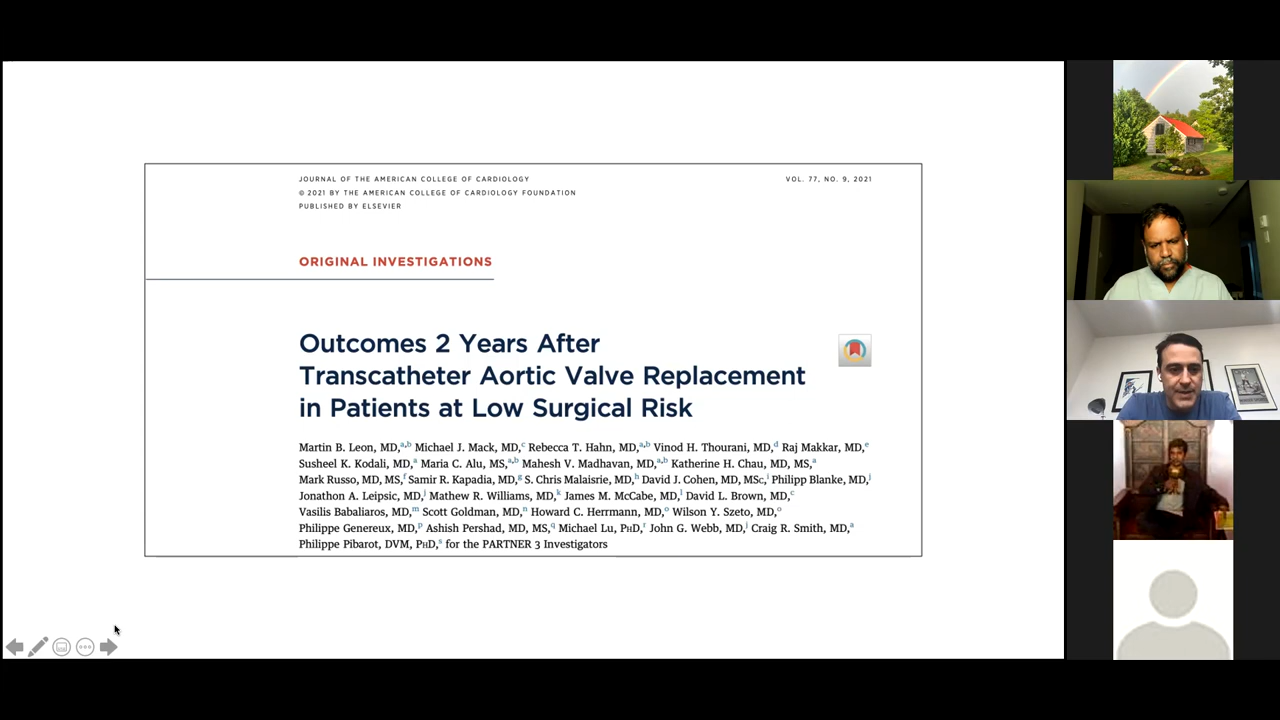 JOURNAL OF THE AMERICAN COLLEGE OF CARDIOLOGY VOL. 77, NO. 9, 2021
© 2021 BY THE AMERICAN COLLEGE OF CARDIOLOGY FOUNDATION
PUBLISHED BY ELSEVIER
ORIGINAL INVESTIGATIONS
Outcomes 2 Years After
Transcatheter Aortic Valve Replacement
in Patients at Low Surgical Risk
Martin B. Leon, MD,a,b Michael J. Mack, MD,c Rebecca T. Hahn, MD,a,b Vinod H. Thourani, MD,d Raj Makkar, MD,e
Susheel K. Kodali, MD,a Maria C. Alu, MS,a,b Mahesh V. Madhavan, MD,a,b Katherine H. Chau, MD, MS,a
Mark Russo, MD, MS,f Samir R. Kapadia, MD,g S. Chris Malaisrie, MD,h David J. Cohen, MD, MSc,i Philipp Blanke, MD,j
Jonathon A. Leipsic, MD,j Mathew R. Williams, MD,k James M. McCabe, MD,l David L. Brown, MD,c
Vasilis Babaliaros, MD,m Scott Goldman, MD,n Howard C. Herrmann, MD,o Wilson Y. Szeto, MD,o
Philippe Genereux, MD,p Ashish Pershad, MD, MS,q Michael Lu, PhD,r John G. Webb, MD,j Craig R. Smith, MD,a
Philippe Pibarot, DVM, PhD,s for the PARTNER 3 Investigators